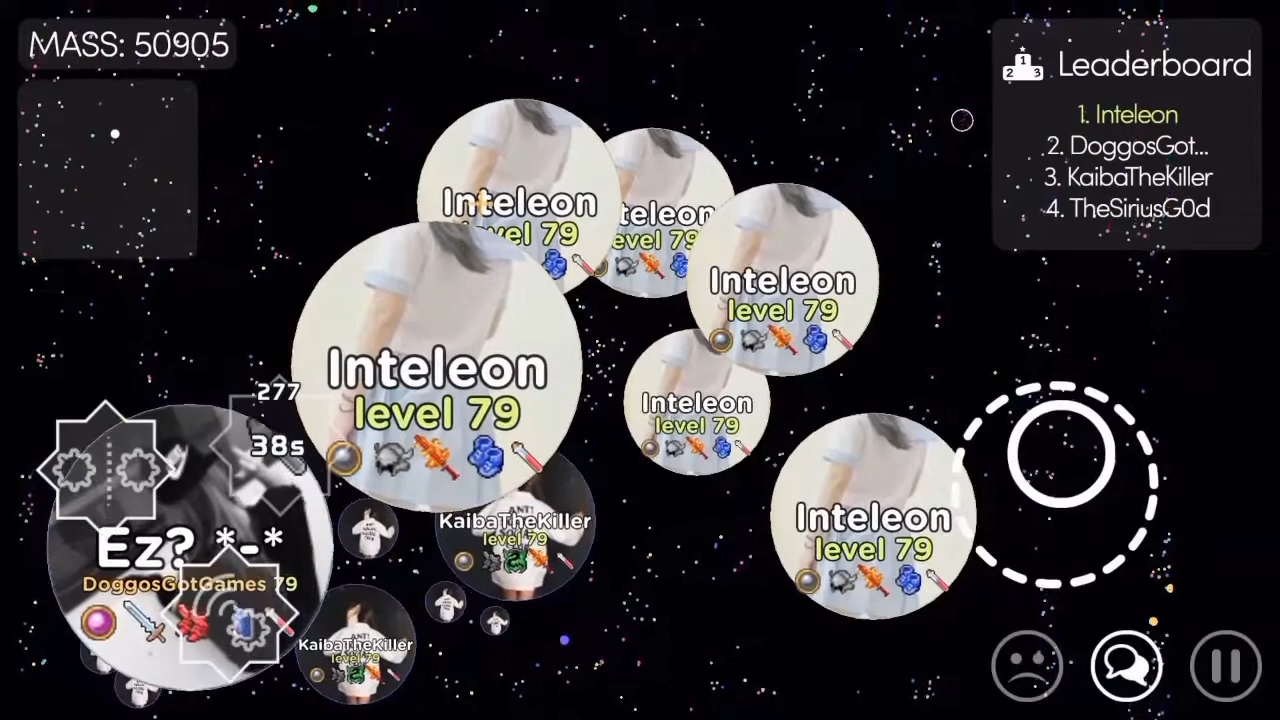 MASS: 50905
Leaderboard
1. Inteleon
2. DoggosGot...
3. KaibaTheKiller
4. TheSiriusG0d
Inteleon
level 79
teleon
evel 79
Inteleon
level 79
Inteleon
level 79
Inteleon
level 79
Inteleon
level 79
277
38s
KaibaTheKiller
level 79
Ez? *-*
DoggosGotGames 79
KaibaTheKiller
level 79